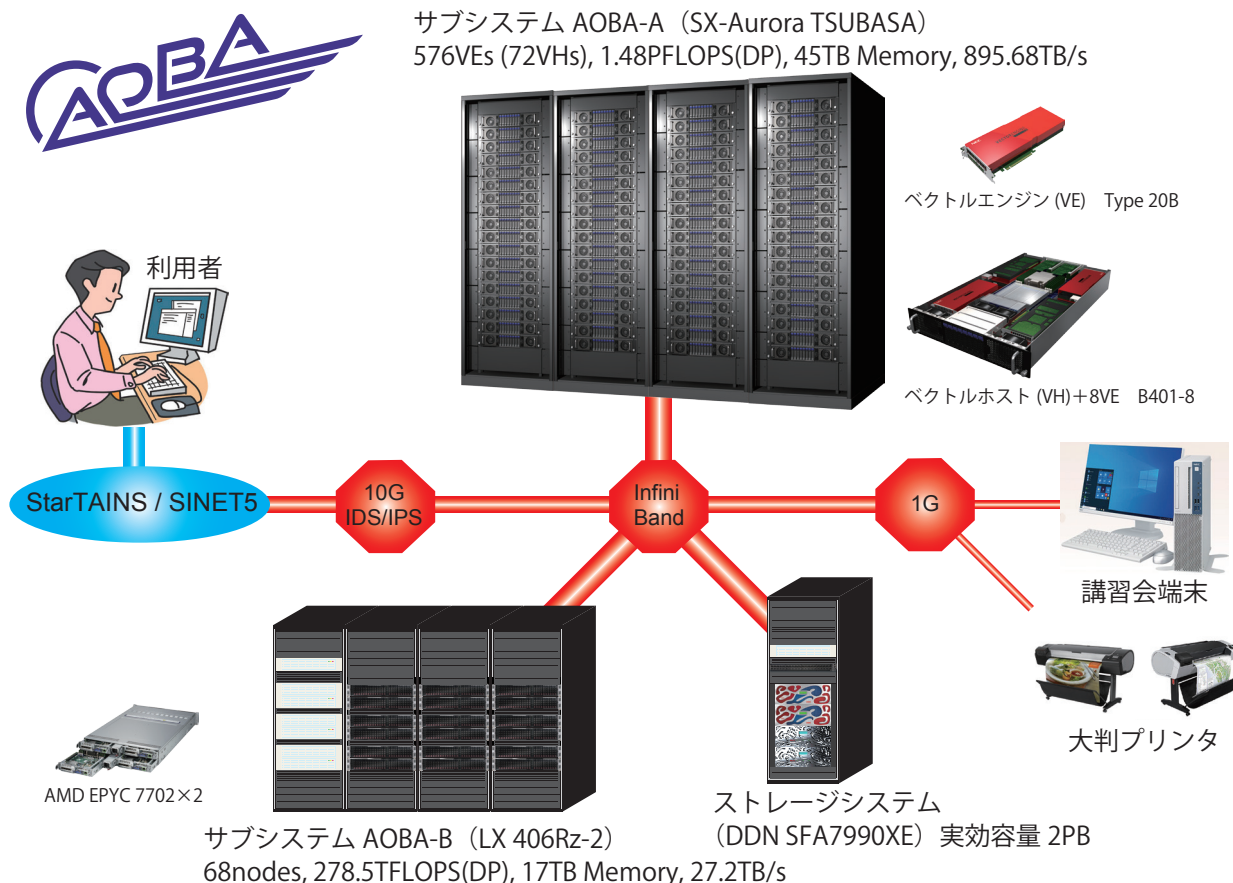 AOBA
サブシステム AOBA-A（SX-Aurora TSUBASA）
576VEs (72VHs), 1.48PFLOPS(DP), 45TB Memory, 895.68TB/s
ベクトルエンジン (VE) Type 20B
利用者
ベクトルホスト (VH)＋8VE B401-8
StarTAINS / SINET5
10G
IDS/IPS
Infini
Band
1G
講習会端末
大判プリンタ
AMD EPYC 7702×2
ストレージシステム
（DDN SFA7990XE）実効容量 2PB
サブシステム AOBA-B（LX 406Rz-2）
68nodes, 278.5TFLOPS(DP), 17TB Memory, 27.2TB/s